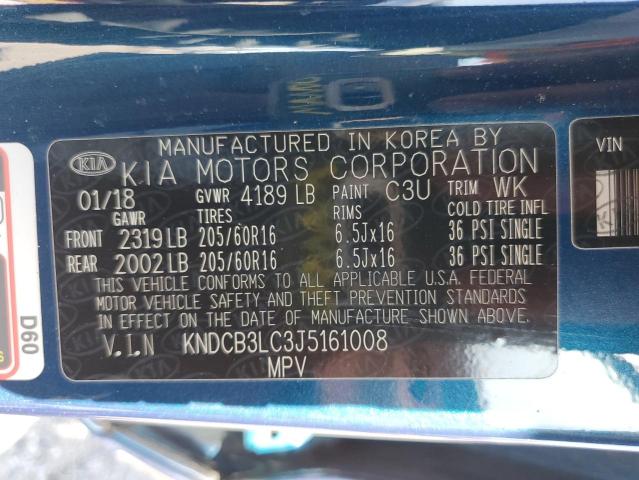 MANUFACTURED IN KOREA BY
KIA KIA MOTORS CORPORATION
01/18 GVWR 4189 LB PAINT C3U TRIM WK
GAWR TIRES RIMS COLD TIRE INFL
FRONT 2319 LB 205/60R16 6.5Jx16 36 PSI SINGLE
REAR 2002 LB 205/60R16 6.5Jx16 36 PSI SINGLE
THIS VEHICLE CONFORMS TO ALL APPLICABLE U.S.A. FEDERAL
MOTOR VEHICLE SAFETY AND THEFT PREVENTION STANDARDS
IN EFFECT ON THE DATE OF MANUFACTURE SHOWN ABOVE.
V.I.N KNDCB3LC3J5161008
MPV
VIN
D60